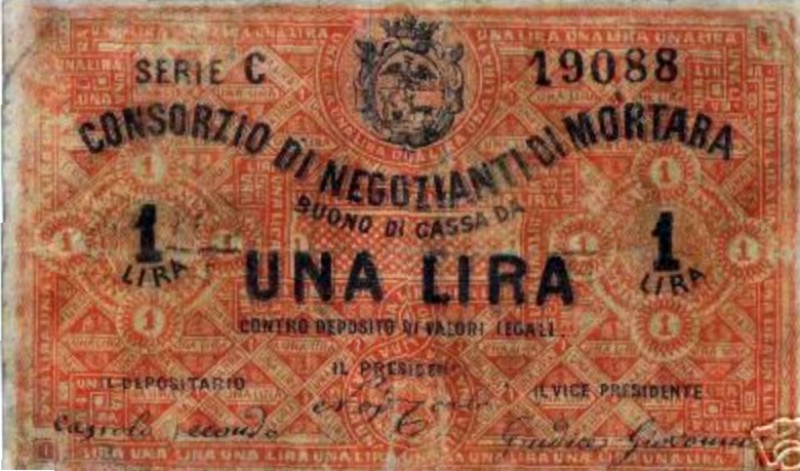 SERIE C 19088
CONSORZIO DI NEGOZIANTI DI MORTARA
BUONO DI CASSA DA
1 LIRA
UNA LIRA
1 LIRA
CONTRO DEPOSITO DI VALORI LEGALI.
IL DEPOSITARIO
IL PRESIDENTE
IL VICE PRESIDENTE
Giovanni